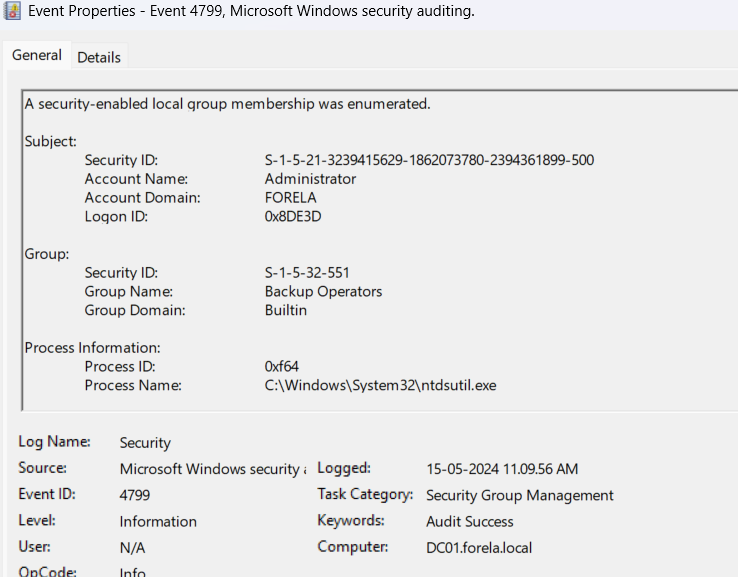 Event Properties - Event 4799, Microsoft Windows security auditing.
General Details
A security-enabled local group membership was enumerated.
Subject:
Security ID: S-1-5-21-3239415629-1862073780-2394361899-500
Account Name: Administrator
Account Domain: FORELA
Logon ID: 0x8DE3D
Group:
Security ID: S-1-5-32-551
Group Name: Backup Operators
Group Domain: Builtin
Process Information:
Process ID: 0xf64
Process Name: C:\Windows\System32\ntdsutil.exe
Log Name: Security
Source: Microsoft Windows security Logged: 15-05-2024 11.09.56 AM
Event ID: 4799 Task Category: Security Group Management
Level: Information Keywords: Audit Success
User: N/A Computer: DC01.forela.local
OpCode: Info